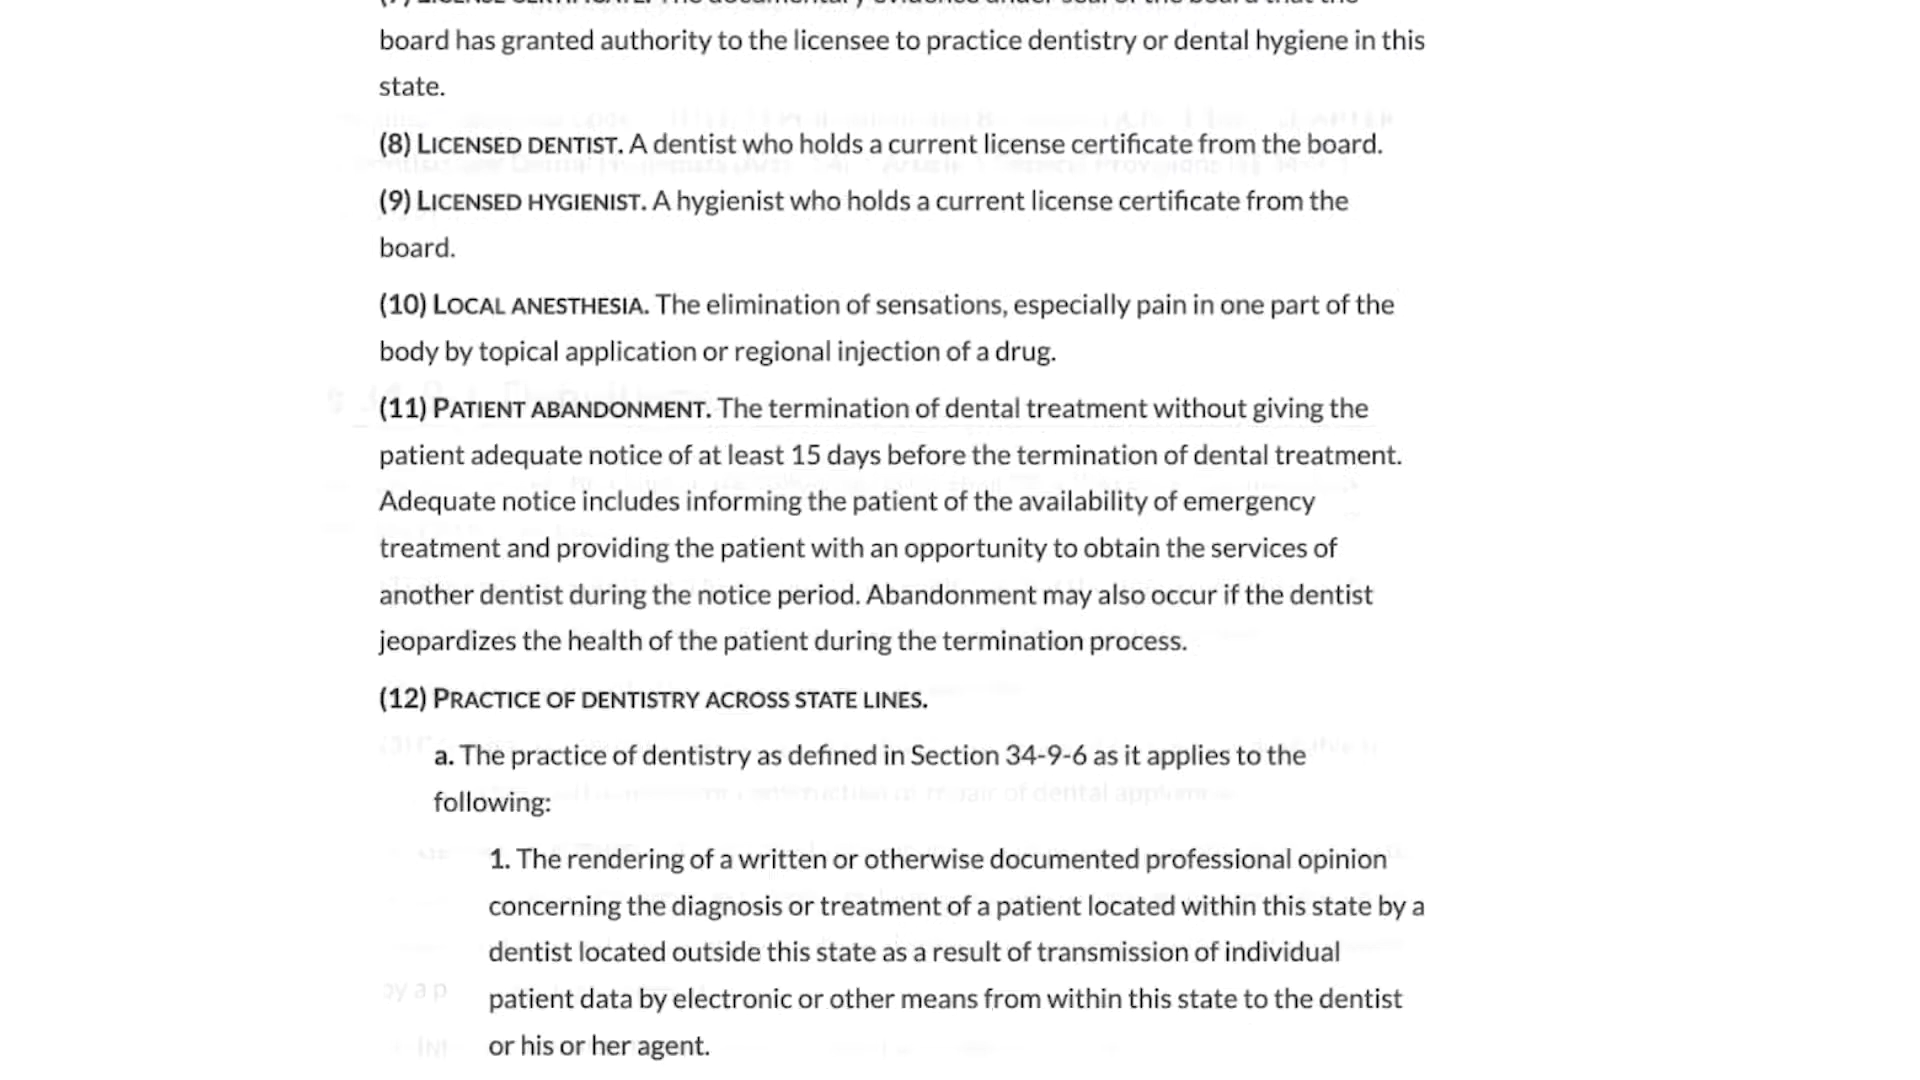 board has granted authority to the licensee to practice dentistry or dental hygiene in this
state.
(8) LICENSED DENTIST. A dentist who holds a current license certificate from the board.
(9) LICENSED HYGIENIST. A hygienist who holds a current license certificate from the
board.
(10) LOCAL ANESTHESIA. The elimination of sensations, especially pain in one part of the
body by topical application or regional injection of a drug.
(11) PATIENT ABANDONMENT. The termination of dental treatment without giving the
patient adequate notice of at least 15 days before the termination of dental treatment.
Adequate notice includes informing the patient of the availability of emergency
treatment and providing the patient with an opportunity to obtain the services of
another dentist during the notice period. Abandonment may also occur if the dentist
jeopardizes the health of the patient during the termination process.
(12) PRACTICE OF DENTISTRY ACROSS STATE LINES.
a. The practice of dentistry as defined in Section 34-9-6 as it applies to the
following:
1. The rendering of a written or otherwise documented professional opinion
concerning the diagnosis or treatment of a patient located within this state by a
dentist located outside this state as a result of transmission of individual
patient data by electronic or other means from within this state to the dentist
or his or her agent.